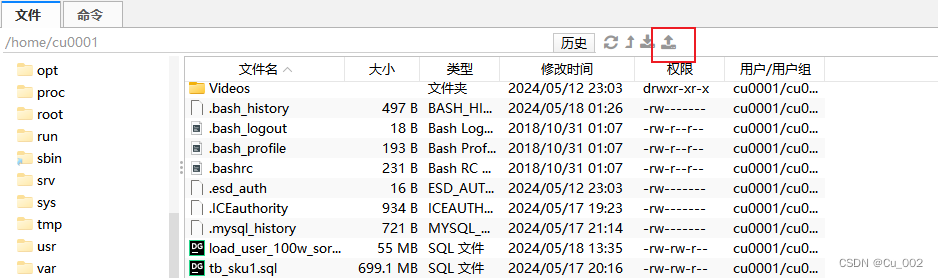 文件 命令
/home/cu0001 历史
文件名 大小 类型 修改时间 权限 用户/用户组
opt
proc
root
run
sbin
srv
sys
tmp
usr
var
Videos 文件夹 2024/05/12 23:03 drwxr-xr-x cu0001/cu0...
.bash_history 497 B BASH_HI... 2024/05/18 01:26 -rw------- cu0001/cu0...
.bash_logout 18 B Bash Log... 2018/10/31 01:07 -rw-r--r-- cu0001/cu0...
.bash_profile 193 B Bash Prof... 2018/10/31 01:07 -rw-r--r-- cu0001/cu0...
.bashrc 231 B Bash RC ... 2018/10/31 01:07 -rw-r--r-- cu0001/cu0...
.esd_auth 16 B ESD_AUT... 2024/05/12 23:03 -rw------- cu0001/cu0...
.ICEauthority 934 B ICEAUTH... 2024/05/17 19:23 -rw------- cu0001/cu0...
.mysql_history 721 B MYSQL_... 2024/05/17 21:14 -rw------- cu0001/cu0...
load_user_100w_sor... 55 MB SQL 文件 2024/05/18 13:35 -rw-rw-r-- cu0001/cu0...
tb_sku1.sql 699.1 MB SQL 文件 2024/05/17 20:16 -rw-rw-r-- cu0001/cu0...
DG
DG
CSDN @Cu_002